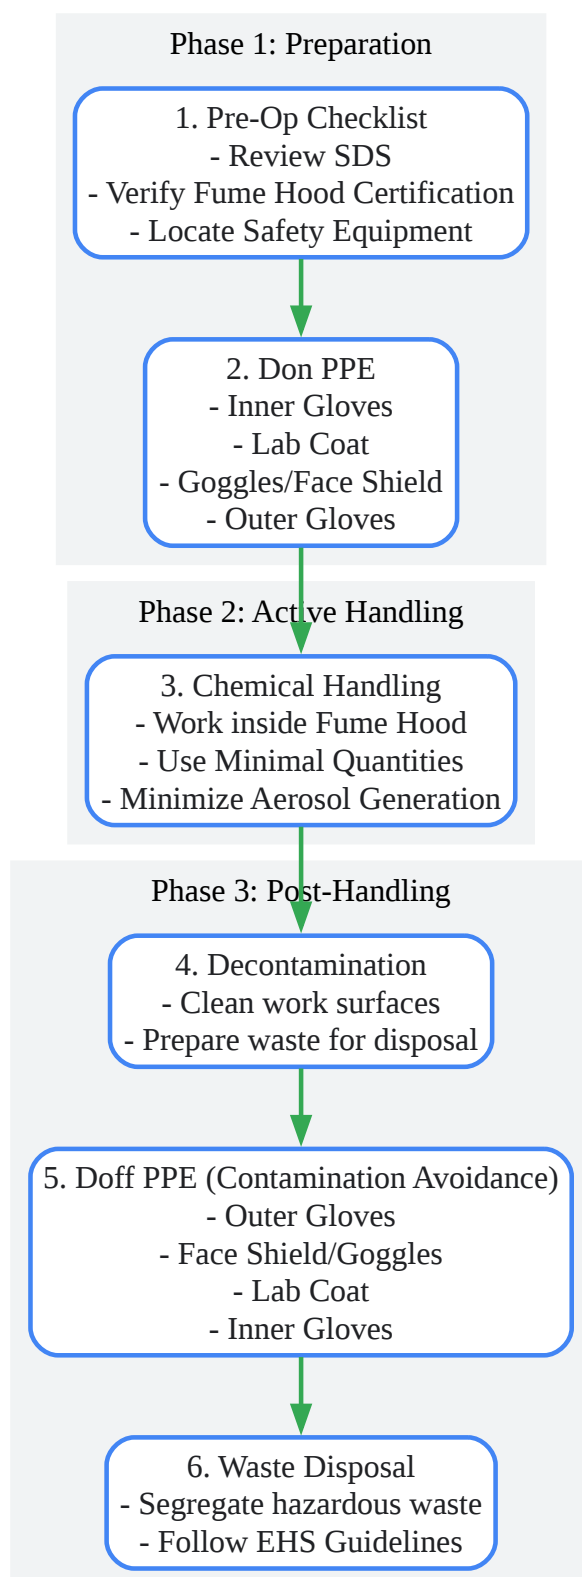 Phase 1: Preparation
1. Pre-Op Checklist
- Review SDS
- Verify Fume Hood Certification
- Locate Safety Equipment
2. Don PPE
- Inner Gloves
- Lab Coat
- Goggles/Face Shield
- Outer Gloves
Phase 2: Active Handling
3. Chemical Handling
- Work inside Fume Hood
- Use Minimal Quantities
- Minimize Aerosol Generation
Phase 3: Post-Handling
4. Decontamination
- Clean work surfaces
- Prepare waste for disposal
5. Doff PPE (Contamination Avoidance)
- Outer Gloves
- Face Shield/Goggles
- Lab Coat
- Inner Gloves
6. Waste Disposal
- Segregate hazardous waste
- Follow EHS Guidelines